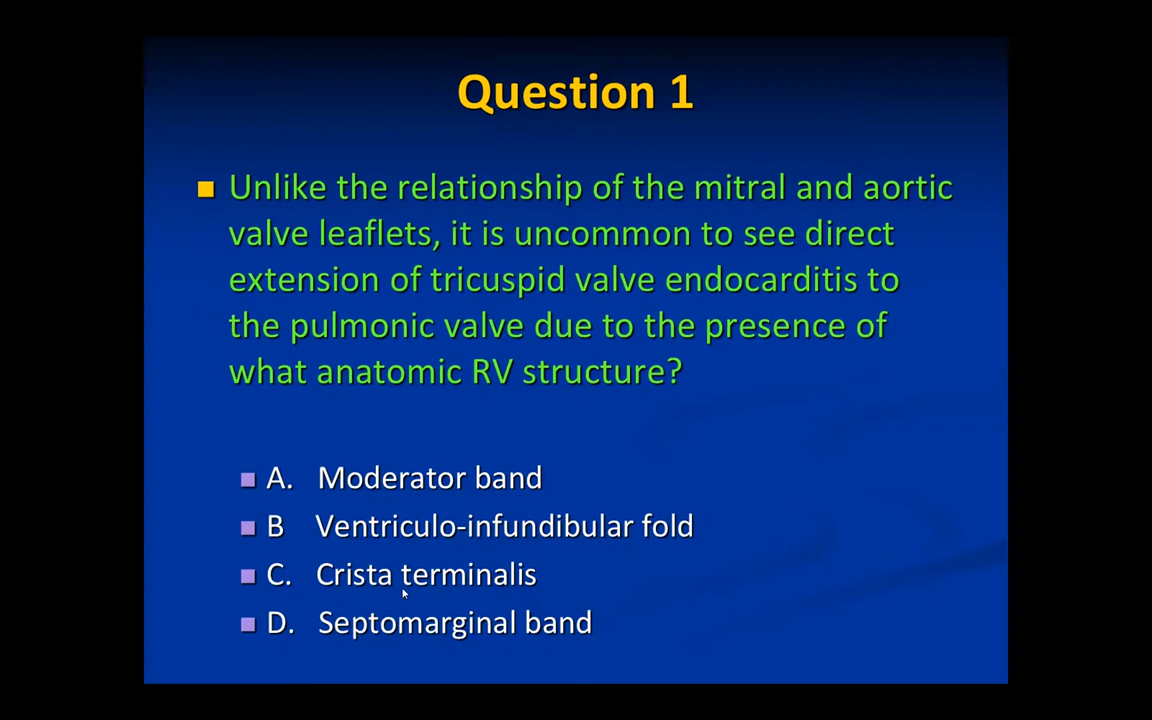 Question 1
Unlike the relationship of the mitral and aortic
valve leaflets, it is uncommon to see direct
extension of tricuspid valve endocarditis to
the pulmonic valve due to the presence of
what anatomic RV structure?
A. Moderator band
B Ventriculo-infundibular fold
C. Crista terminalis
D. Septomarginal band